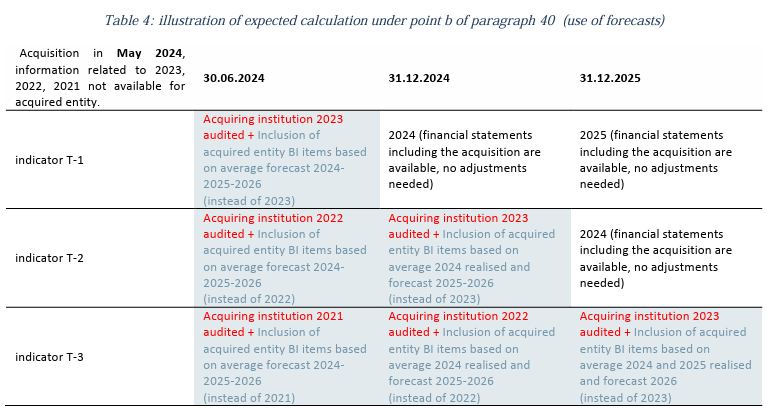 Table 4: illustration of expected calculation under point b of paragraph 40 (use of forecasts)
Acquisition in May 2024,
information related to 2023,
2022, 2021 not available for
acquired entity.
30.06.2024
31.12.2024
31.12.2025
indicator T-1
Acquiring institution 2023
audited + Inclusion of
acquired entity BI items based
on average forecast 2024-
2025-2026
(instead of 2023)
2024 (financial statements
including the acquisition are
available, no adjustments
needed)
2025 (financial statements
including the acquisition are
available, no adjustments
needed)
indicator T-2
Acquiring institution 2022
audited + Inclusion of
acquired entity BI items based
on average forecast 2024-
2025-2026
(instead of 2022)
Acquiring institution 2023
audited + Inclusion of acquired
entity BI items based on
average 2024 realised and
forecast 2025-2026
(instead of 2023)
2024 (financial statements
including the acquisition are
available, no adjustments
needed)
indicator T-3
Acquiring institution 2021
audited + Inclusion of
acquired entity BI items based
on average forecast 2024-
2025-2026
(instead of 2021)
Acquiring institution 2022
audited + Inclusion of acquired
entity BI items based on
average 2024 realised and
forecast 2025-2026
(instead of 2022)
Acquiring institution 2023
audited + Inclusion of acquired
entity BI items based on
average 2024 and 2025 realised
and forecast 2026
(instead of 2023)